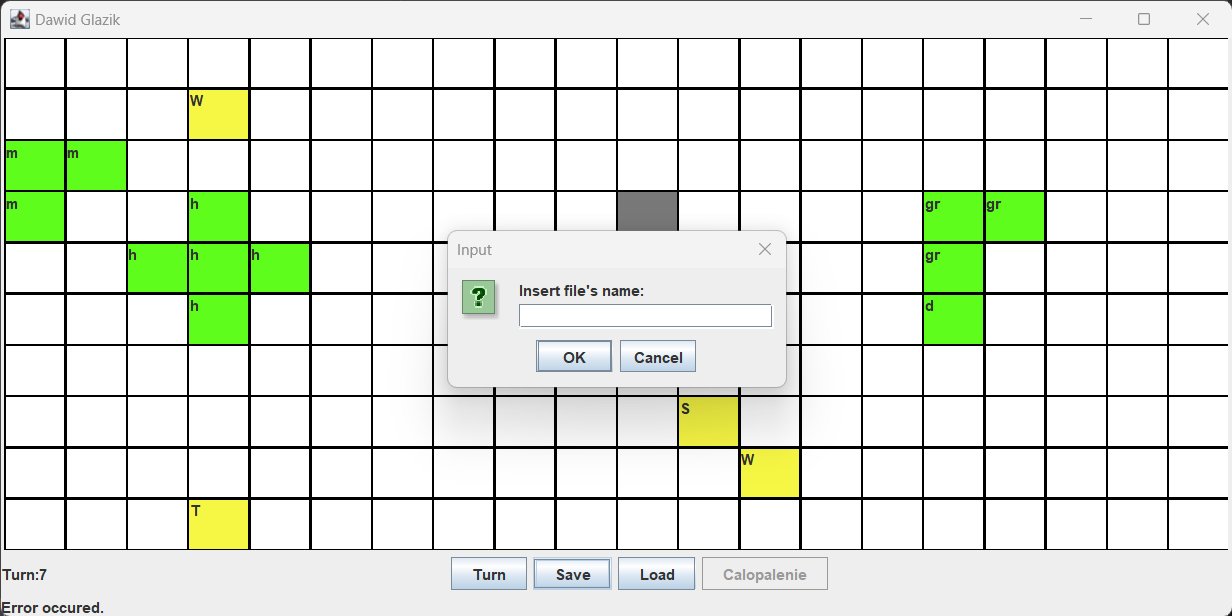 Dawid Glazik
W
m m
m h gr gr
Input
h h h gr
Insert file's name:
h d
OK Cancel
S
W
T
Turn:7 Turn Save Load Calopalenie
Error occured.